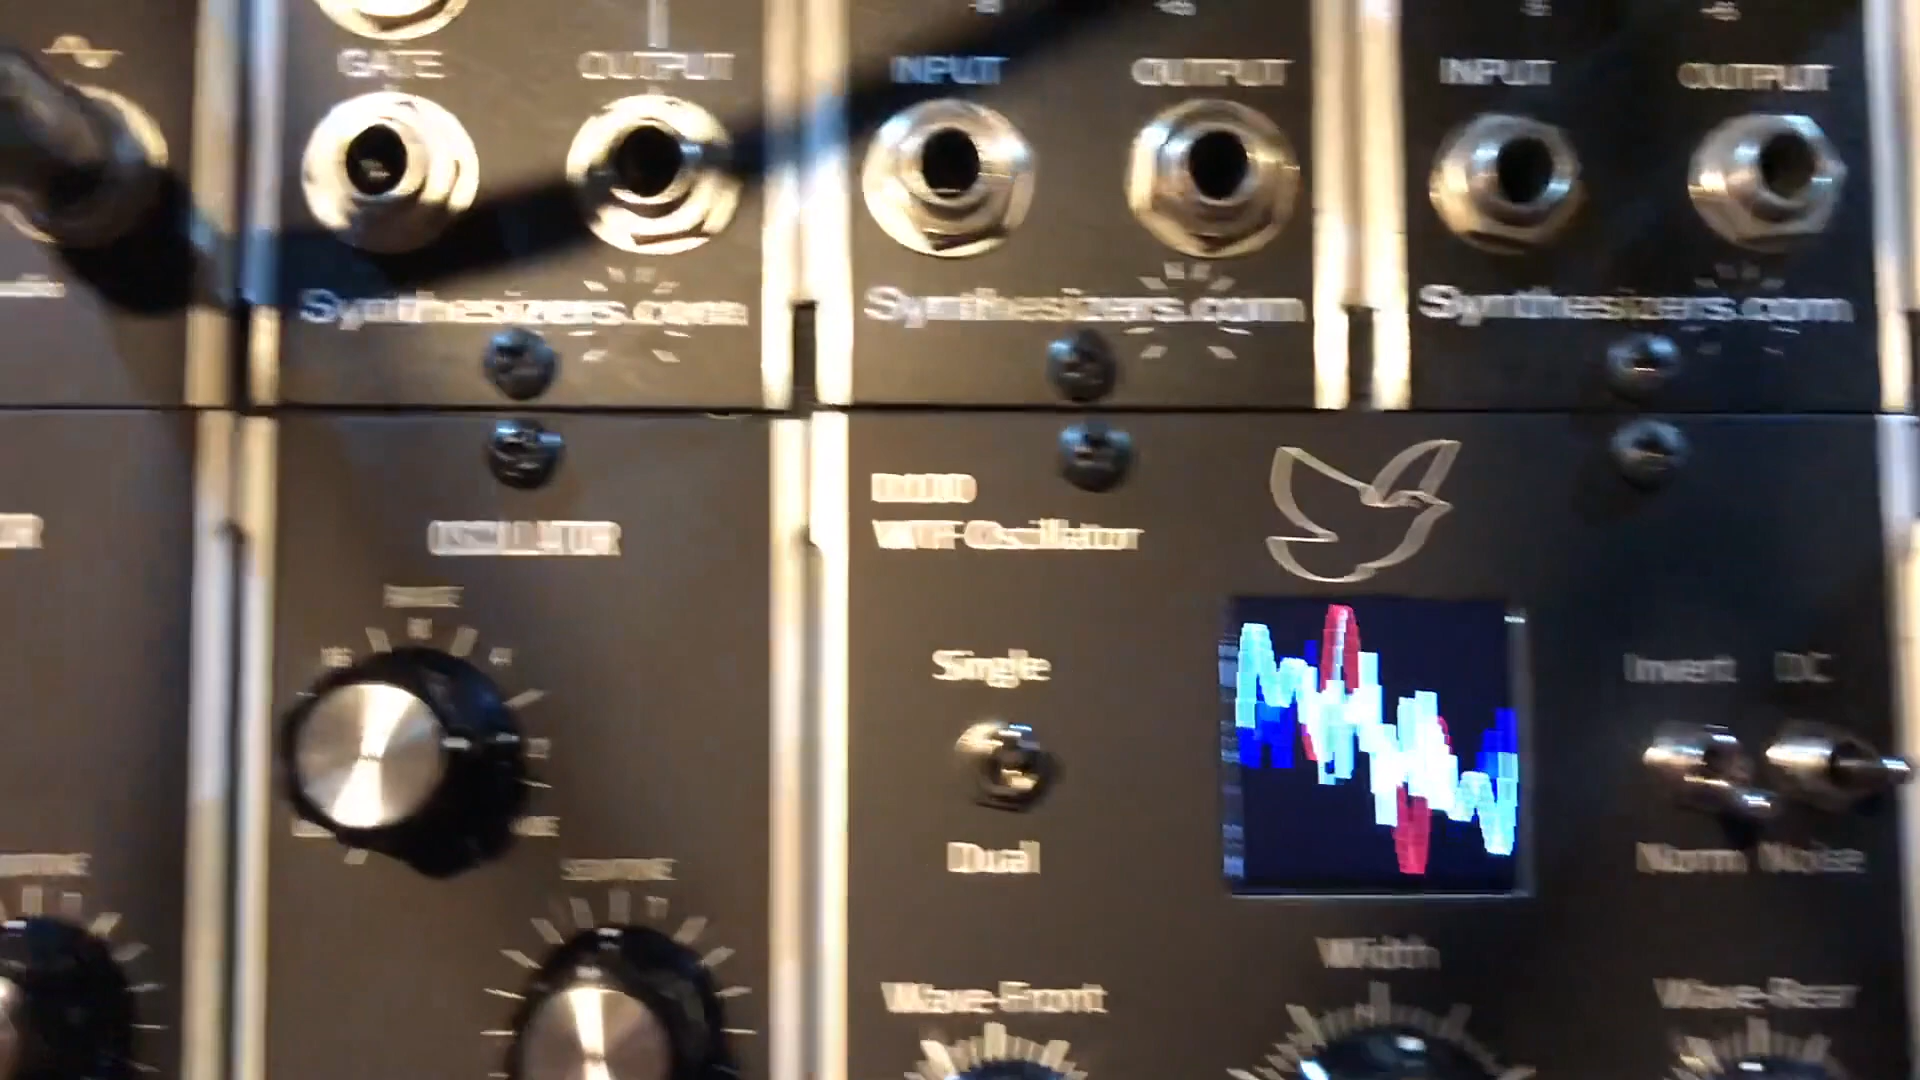 GATE OUTPUT
INPUT OUTPUT
INPUT OUTPUT
Synthesizers.com
Synthesizers.com
Synthesizers.com
OSCILLATOR
RANGE
WTF Oscillator
Single
Dual
Invert DC
Norm Noise
Width
Wave-Front
Wave-Rear